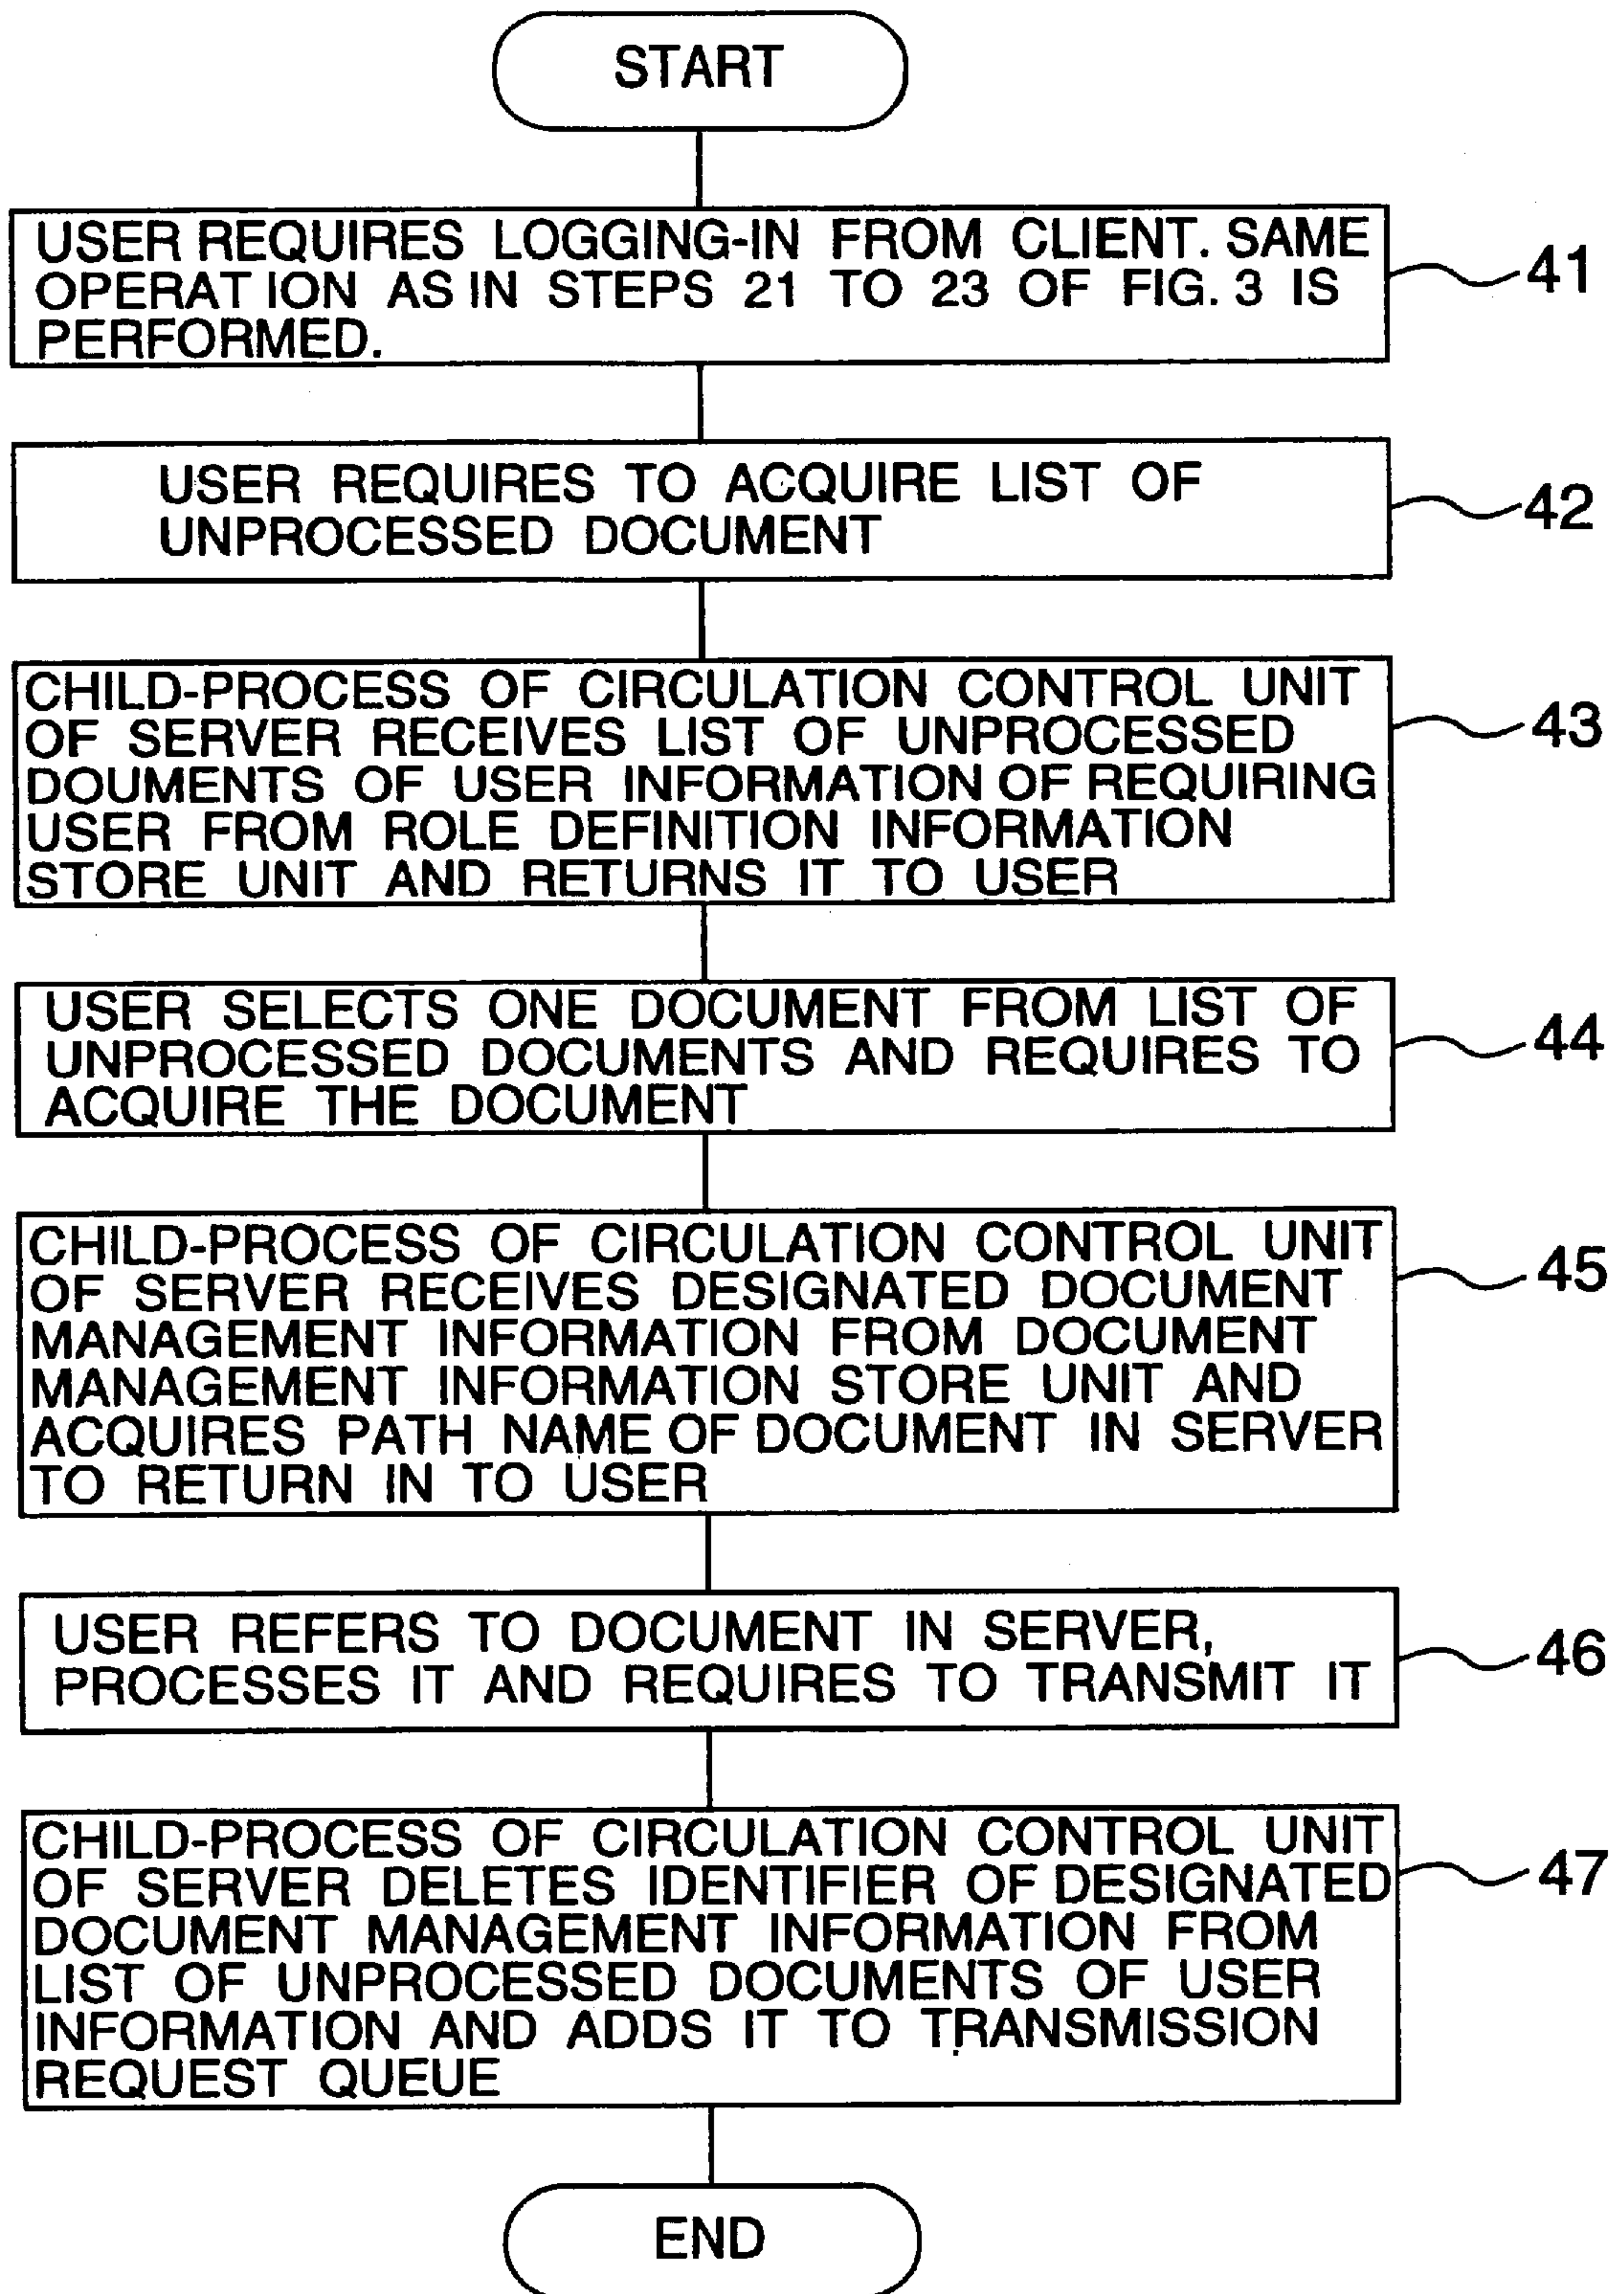 START
USER REQUIRES LOGGING-IN FROM CLIENT. SAME
OPERATION AS IN STEPS 21 TO 23 OF FIG. 3 IS
PERFORMED.
41
USER REQUIRES TO ACQUIRE LIST OF
UNPROCESSED DOCUMENT
42
CHILD-PROCESS OF CIRCULATION CONTROL UNIT
OF SERVER RECEIVES LIST OF UNPROCESSED
DOUMENTS OF USER INFORMATION OF REQUIRING
USER FROM ROLE DEFINITION INFORMATION
STORE UNIT AND RETURNS IT TO USER
43
USER SELECTS ONE DOCUMENT FROM LIST OF
UNPROCESSED DOCUMENTS AND REQUIRES TO
ACQUIRE THE DOCUMENT
44
CHILD-PROCESS OF CIRCULATION CONTROL UNIT
OF SERVER RECEIVES DESIGNATED DOCUMENT
MANAGEMENT INFORMATION FROM DOCUMENT
MANAGEMENT INFORMATION STORE UNIT AND
ACQUIRES PATH NAME OF DOCUMENT IN SERVER
TO RETURN IN TO USER
45
USER REFERS TO DOCUMENT IN SERVER,
PROCESSES IT AND REQUIRES TO TRANSMIT IT
46
CHILD-PROCESS OF CIRCULATION CONTROL UNIT
OF SERVER DELETES IDENTIFIER OF DESIGNATED
DOCUMENT MANAGEMENT INFORMATION FROM
LIST OF UNPROCESSED DOCUMENTS OF USER
INFORMATION AND ADDS IT TO TRANSMISSION
REQUEST QUEUE
47
END